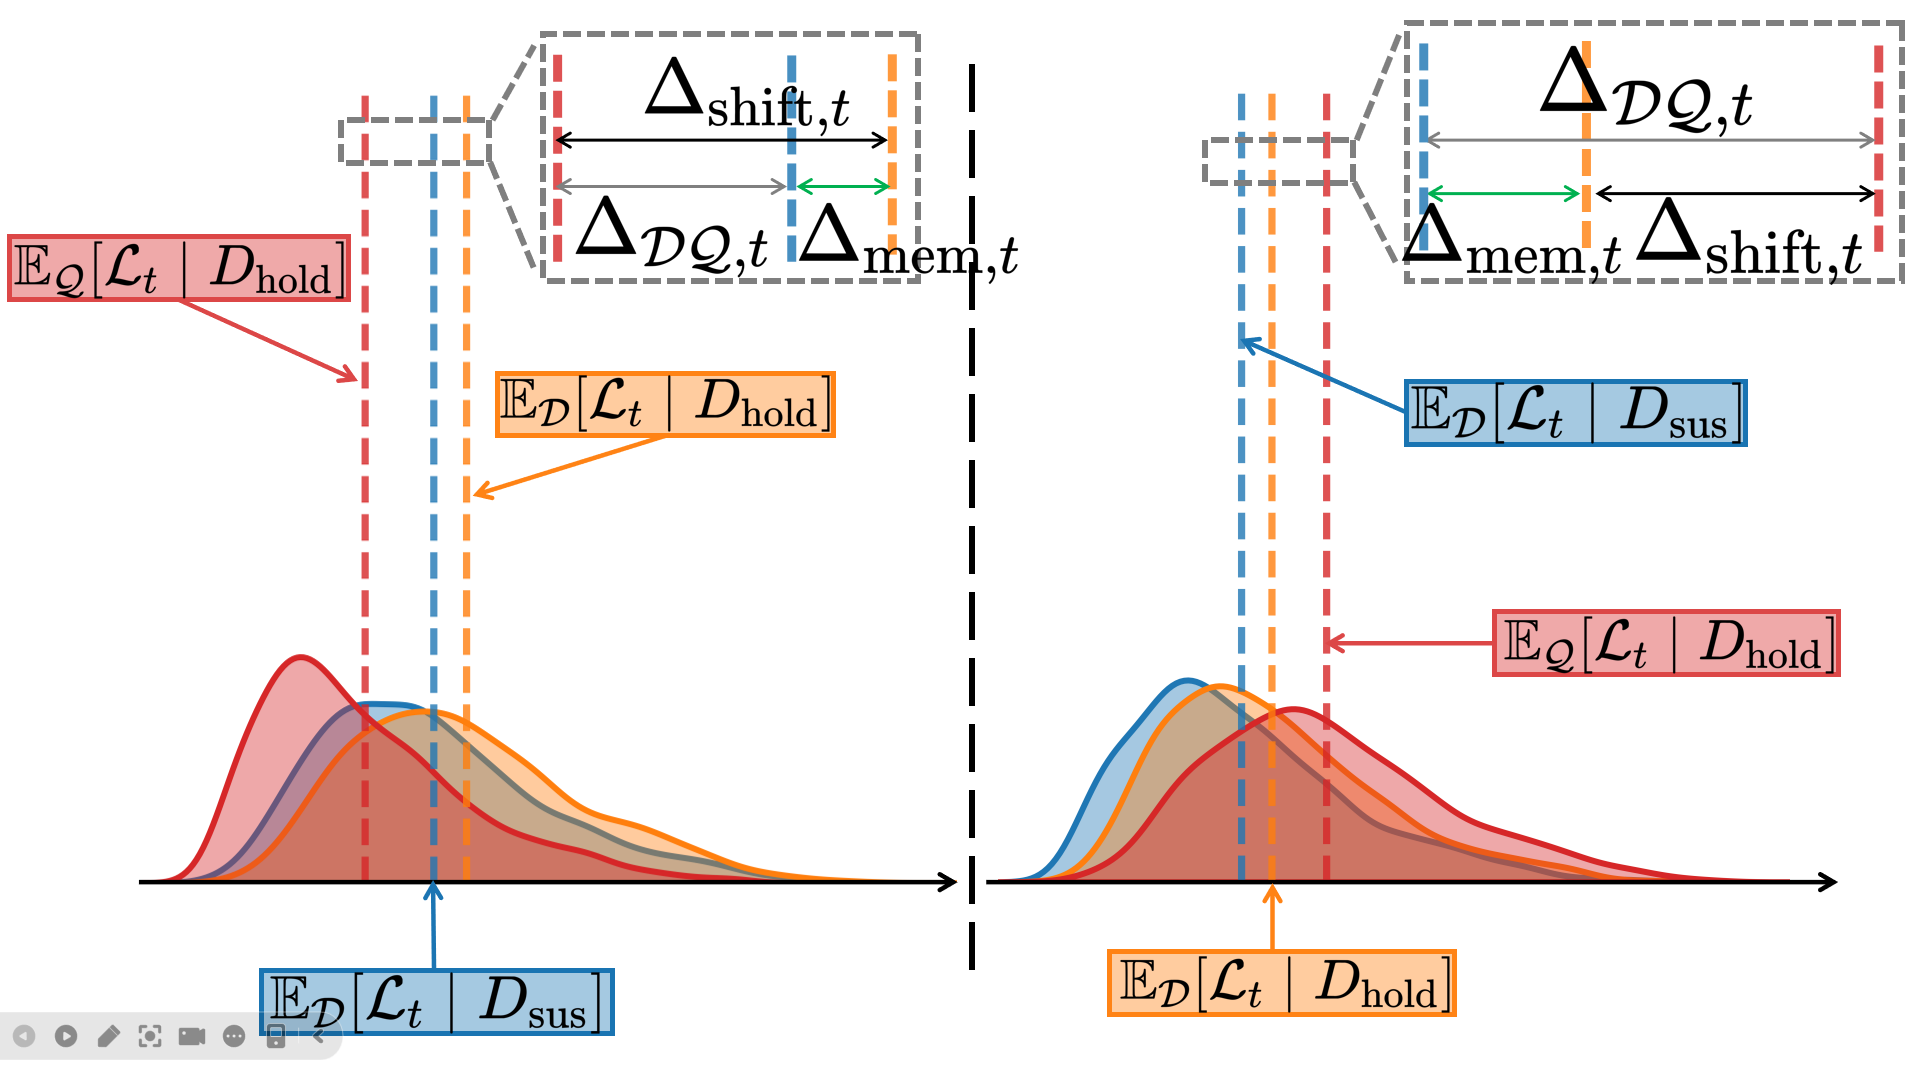 Δshift,t
Δ𝒟𝒬,t
Δmem,t
𝔼𝒬[ℒt | Dhold]
𝔼𝒟[ℒt | Dhold]
𝔼𝒟[ℒt | Dsus]
Δ𝒟𝒬,t
Δmem,t
Δshift,t
𝔼𝒟[ℒt | Dsus]
𝔼𝒬[ℒt | Dhold]
𝔼𝒟[ℒt | Dhold]